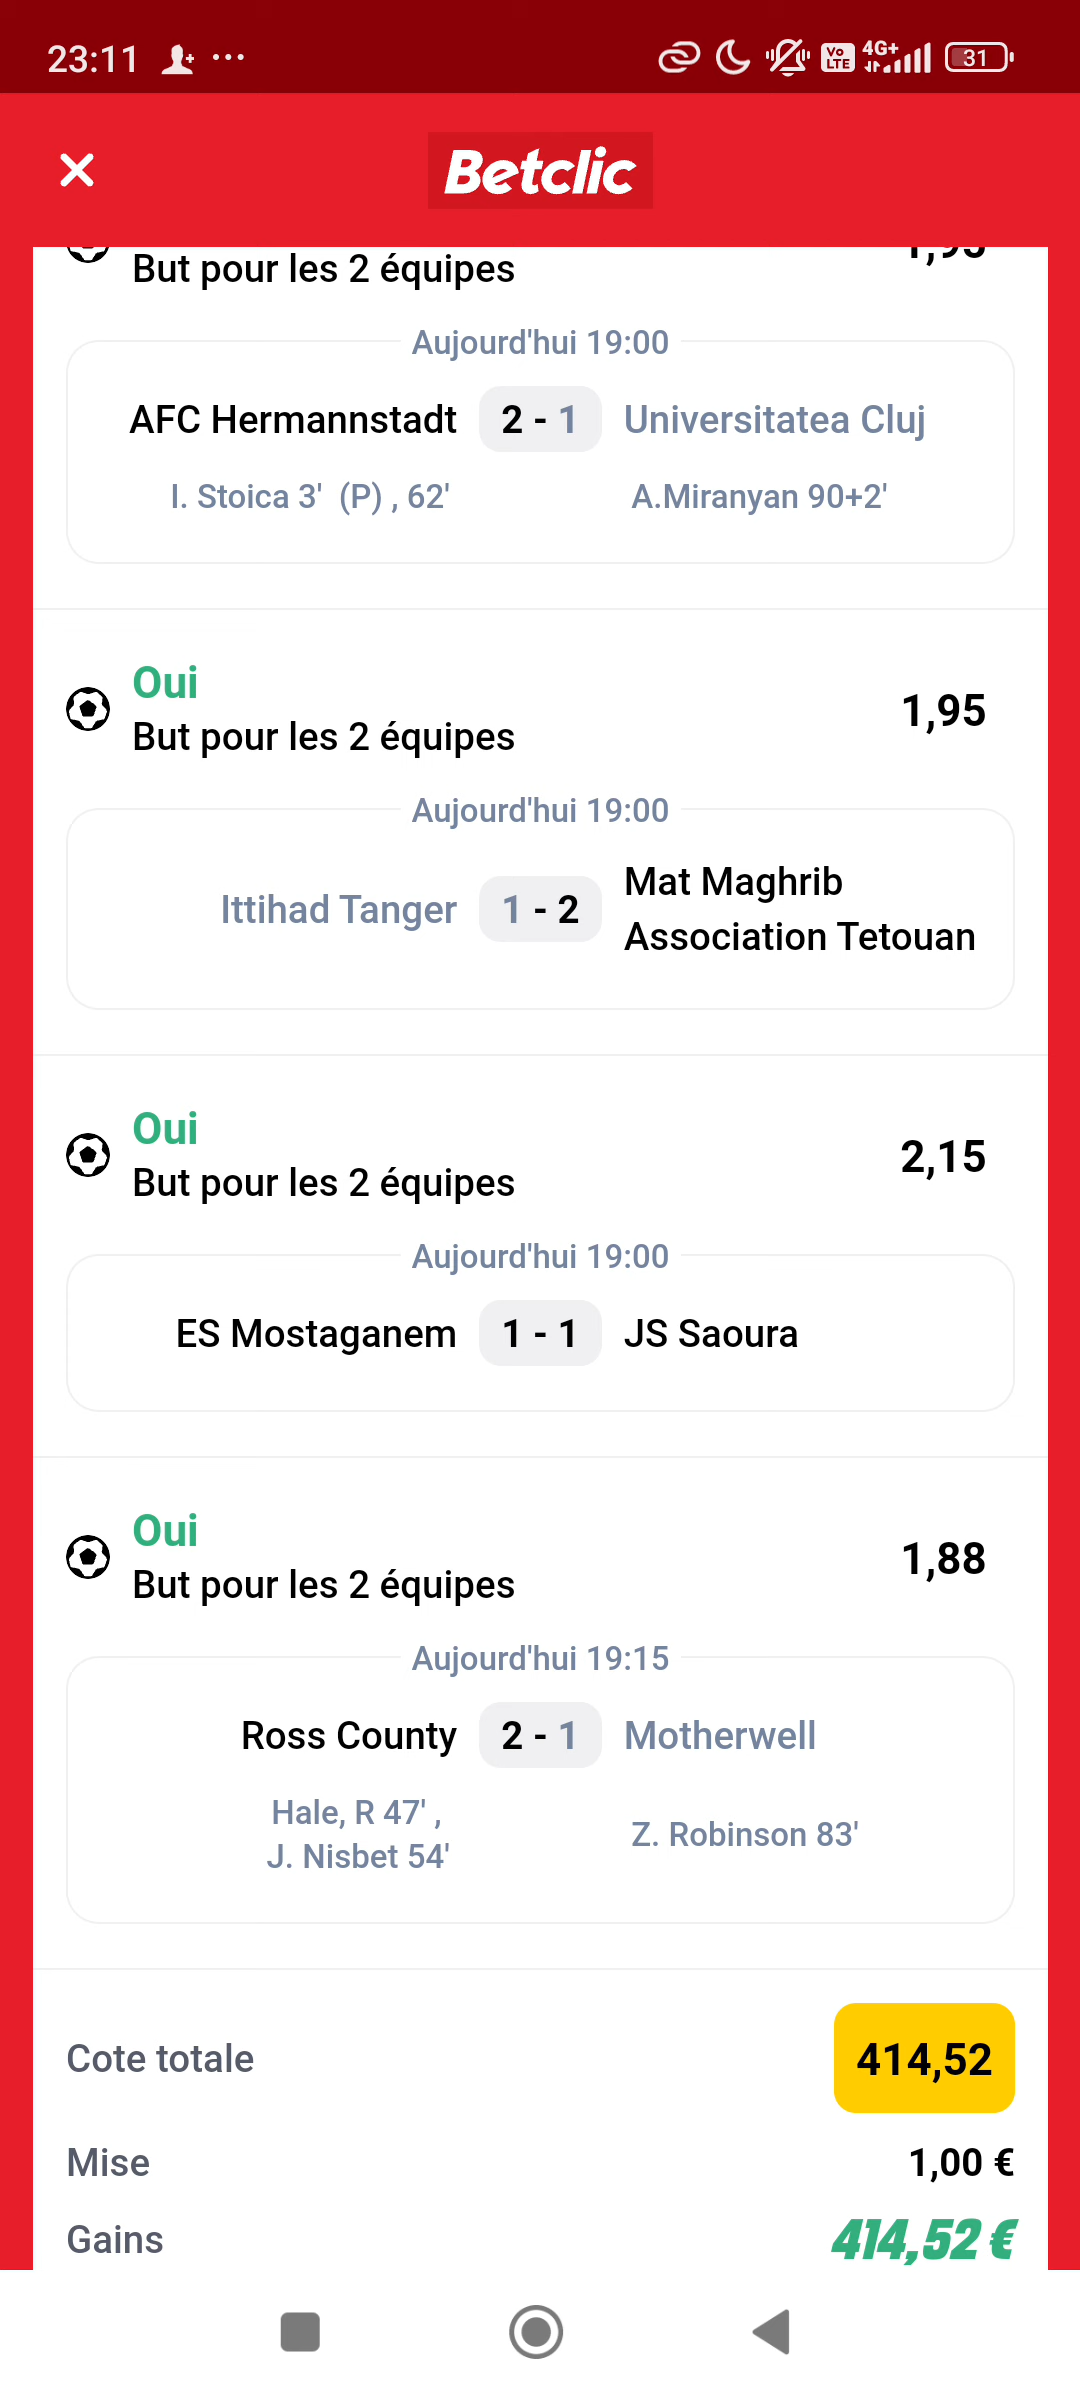 23:11
Vo LTE 4G+ 31
Betclic
But pour les 2 équipes
Aujourd'hui 19:00
AFC Hermannstadt 2 - 1 Universitatea Cluj
I. Stoica 3' (P) , 62' A.Miranyan 90+2'
Oui
1,95
But pour les 2 équipes
Aujourd'hui 19:00
Ittihad Tanger 1 - 2 Mat Maghrib
Association Tetouan
Oui
2,15
But pour les 2 équipes
Aujourd'hui 19:00
ES Mostaganem 1 - 1 JS Saoura
Oui
1,88
But pour les 2 équipes
Aujourd'hui 19:15
Ross County 2 - 1 Motherwell
Hale, R 47' ,
J. Nisbet 54'
Z. Robinson 83'
Cote totale 414,52
Mise 1,00 €
Gains 414,52 €